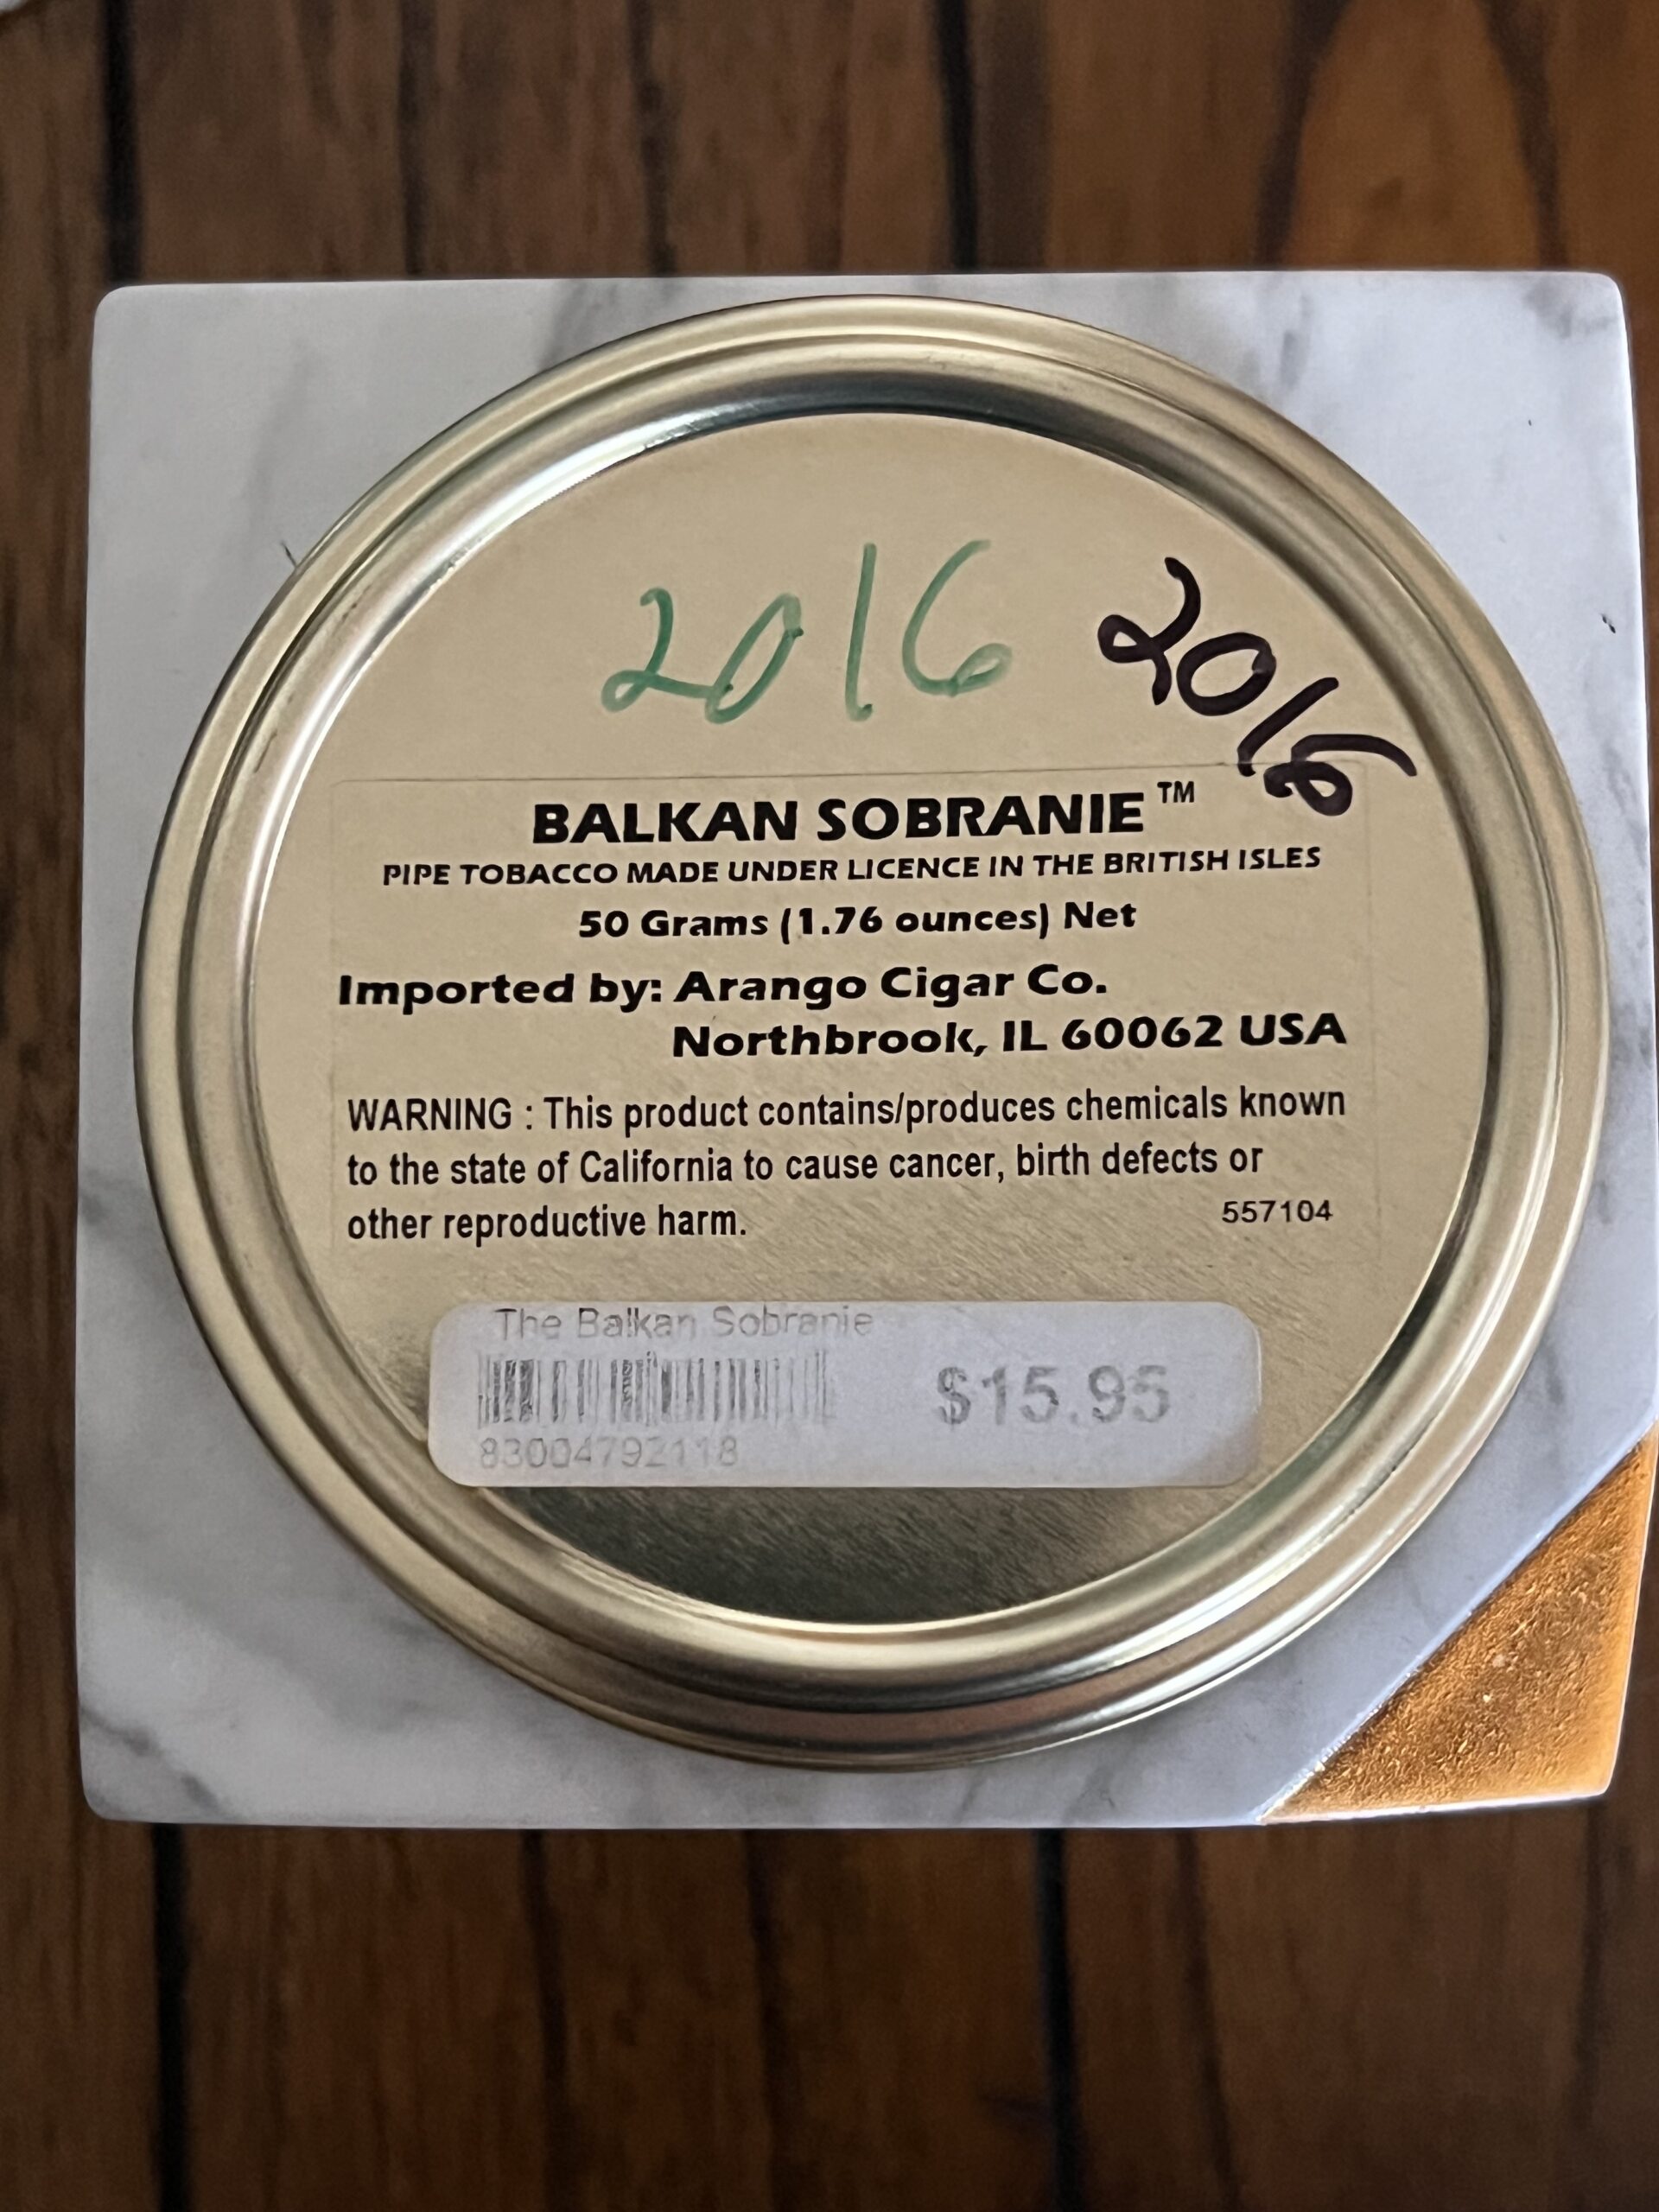 2016
2016
BALKAN SOBRANIE™
PIPE TOBACCO MADE UNDER LICENCE IN THE BRITISH ISLES
50 Grams (1.76 ounces) Net
Imported by: Arango Cigar Co.
Northbrook, IL 60062 USA
WARNING : This product contains/produces chemicals known
to the state of California to cause cancer, birth defects or
other reproductive harm. 557104
The Balkan Sobranie
$15.95
83004792118